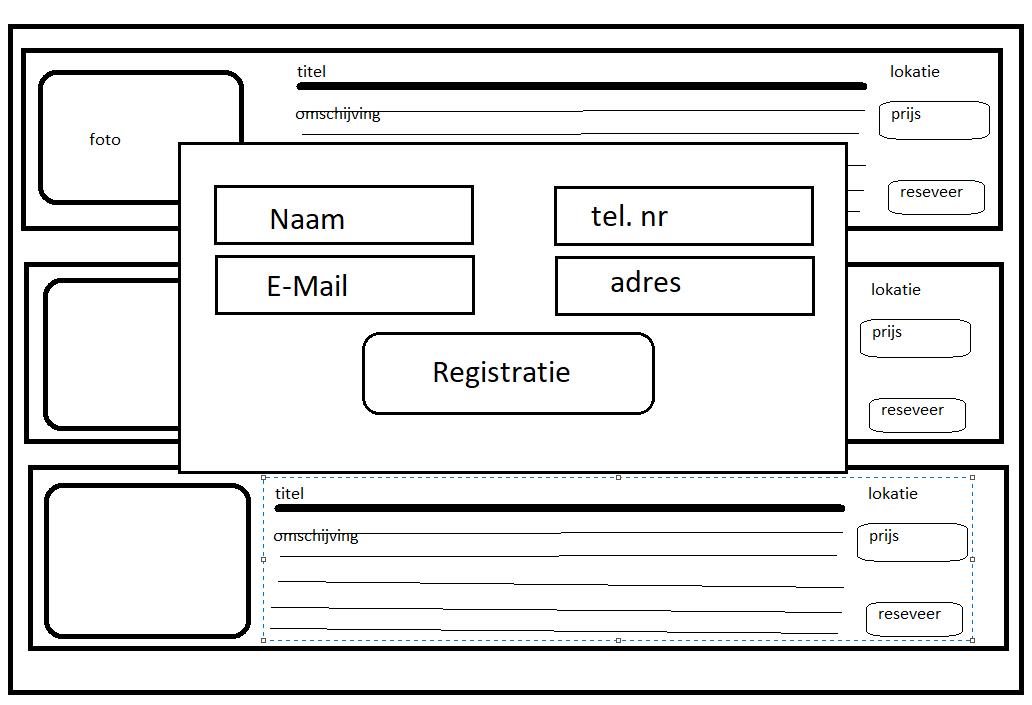 titel
lokatie
omschijving
prijs
foto
reseveer
Naam
tel. nr
E-Mail
adres
Registratie
lokatie
prijs
reseveer
titel
lokatie
omschijving
prijs
reseveer